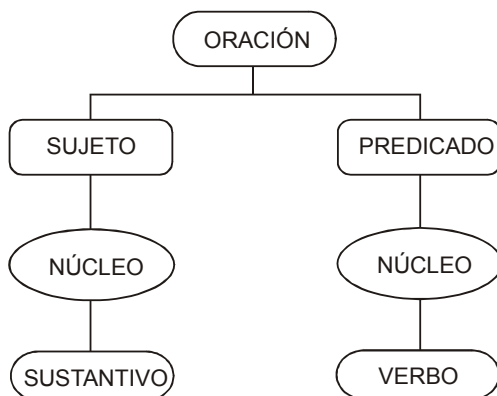 ORACIÓN
SUJETO
PREDICADO
NÚCLEO
NÚCLEO
SUSTANTIVO
VERBO